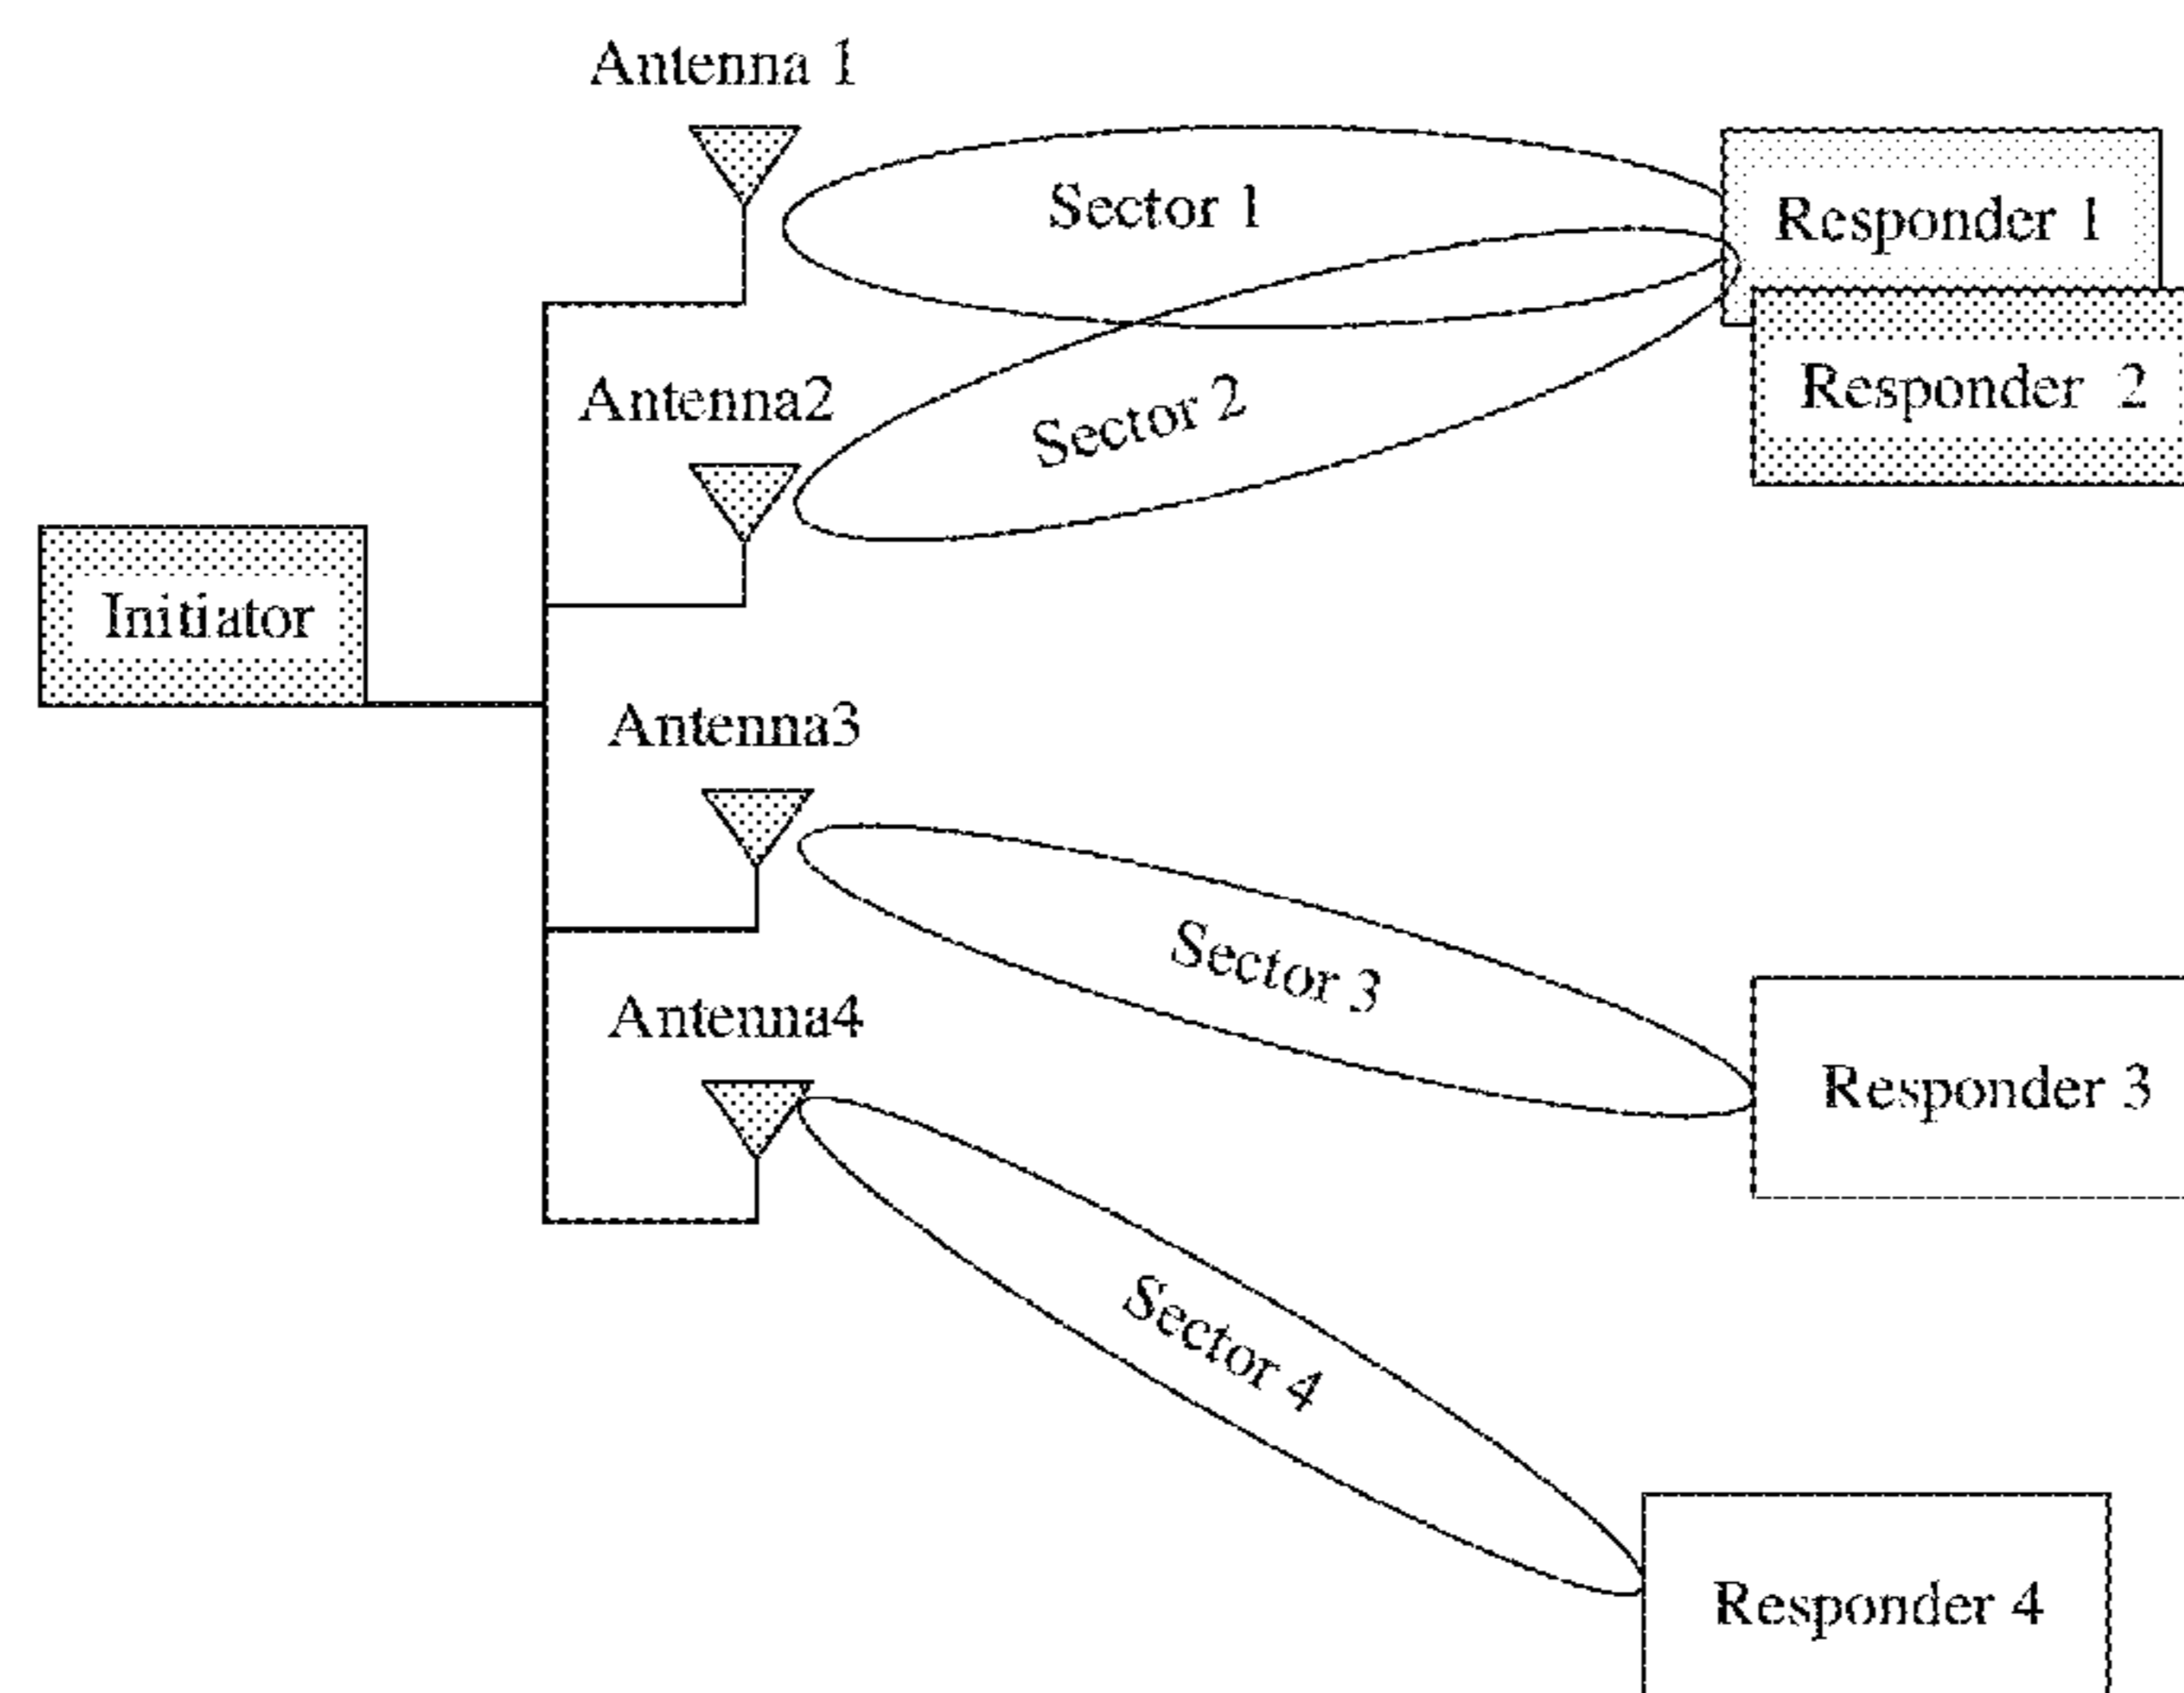 Antenna 1
Sector 1
Responder 1
Antenna2
Sector 2
Responder 2
Initiator
Antenna3
Sector 3
Responder 3
Antenna4
Sector 4
Responder 4